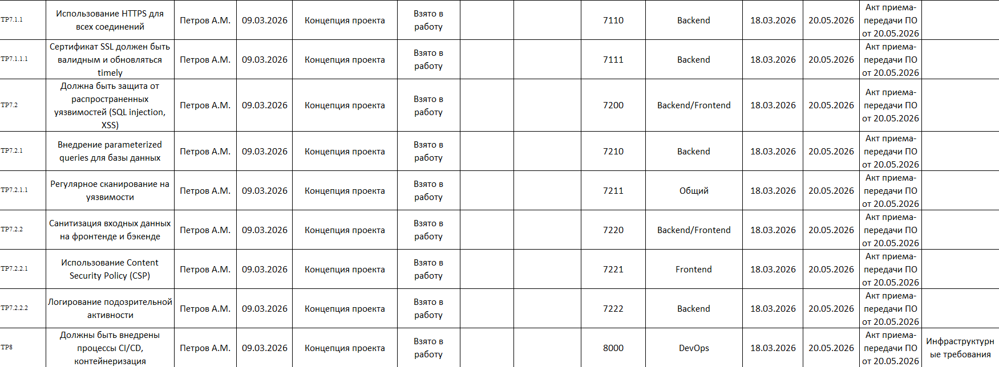 ТР7.1.1 Использование HTTPS для всех соединений Петров А.М. 09.03.2026 Концепция проекта Взято в работу 7110 Backend 18.03.2026 20.05.2026 Акт приема-передачи ПО от 20.05.2026
ТР7.1.1.1 Сертификат SSL должен быть валидным и обновляться timely Петров А.М. 09.03.2026 Концепция проекта Взято в работу 7111 Backend 18.03.2026 20.05.2026 Акт приема-передачи ПО от 20.05.2026
ТР7.2 Должна быть защита от распространенных уязвимостей (SQL injection, XSS) Петров А.М. 09.03.2026 Концепция проекта Взято в работу 7200 Backend/Frontend 18.03.2026 20.05.2026 Акт приема-передачи ПО от 20.05.2026
ТР7.2.1 Внедрение parameterized queries для базы данных Петров А.М. 09.03.2026 Концепция проекта Взято в работу 7210 Backend 18.03.2026 20.05.2026 Акт приема-передачи ПО от 20.05.2026
ТР7.2.1.1 Регулярное сканирование на уязвимости Петров А.М. 09.03.2026 Концепция проекта Взято в работу 7211 Общий 18.03.2026 20.05.2026 Акт приема-передачи ПО от 20.05.2026
ТР7.2.2 Санитизация входных данных на фронтенде и бэкенде Петров А.М. 09.03.2026 Концепция проекта Взято в работу 7220 Backend/Frontend 18.03.2026 20.05.2026 Акт приема-передачи ПО от 20.05.2026
ТР7.2.2.1 Использование Content Security Policy (CSP) Петров А.М. 09.03.2026 Концепция проекта Взято в работу 7221 Frontend 18.03.2026 20.05.2026 Акт приема-передачи ПО от 20.05.2026
ТР7.2.2.2 Логирование подозрительной активности Петров А.М. 09.03.2026 Концепция проекта Взято в работу 7222 Backend 18.03.2026 20.05.2026 Акт приема-передачи ПО от 20.05.2026
ТР8 Должны быть внедрены процессы CI/CD, контейнеризация Петров А.М. 09.03.2026 Концепция проекта Взято в работу 8000 DevOps 18.03.2026 20.05.2026 Акт приема-передачи ПО от 20.05.2026 Инфраструктурные требования